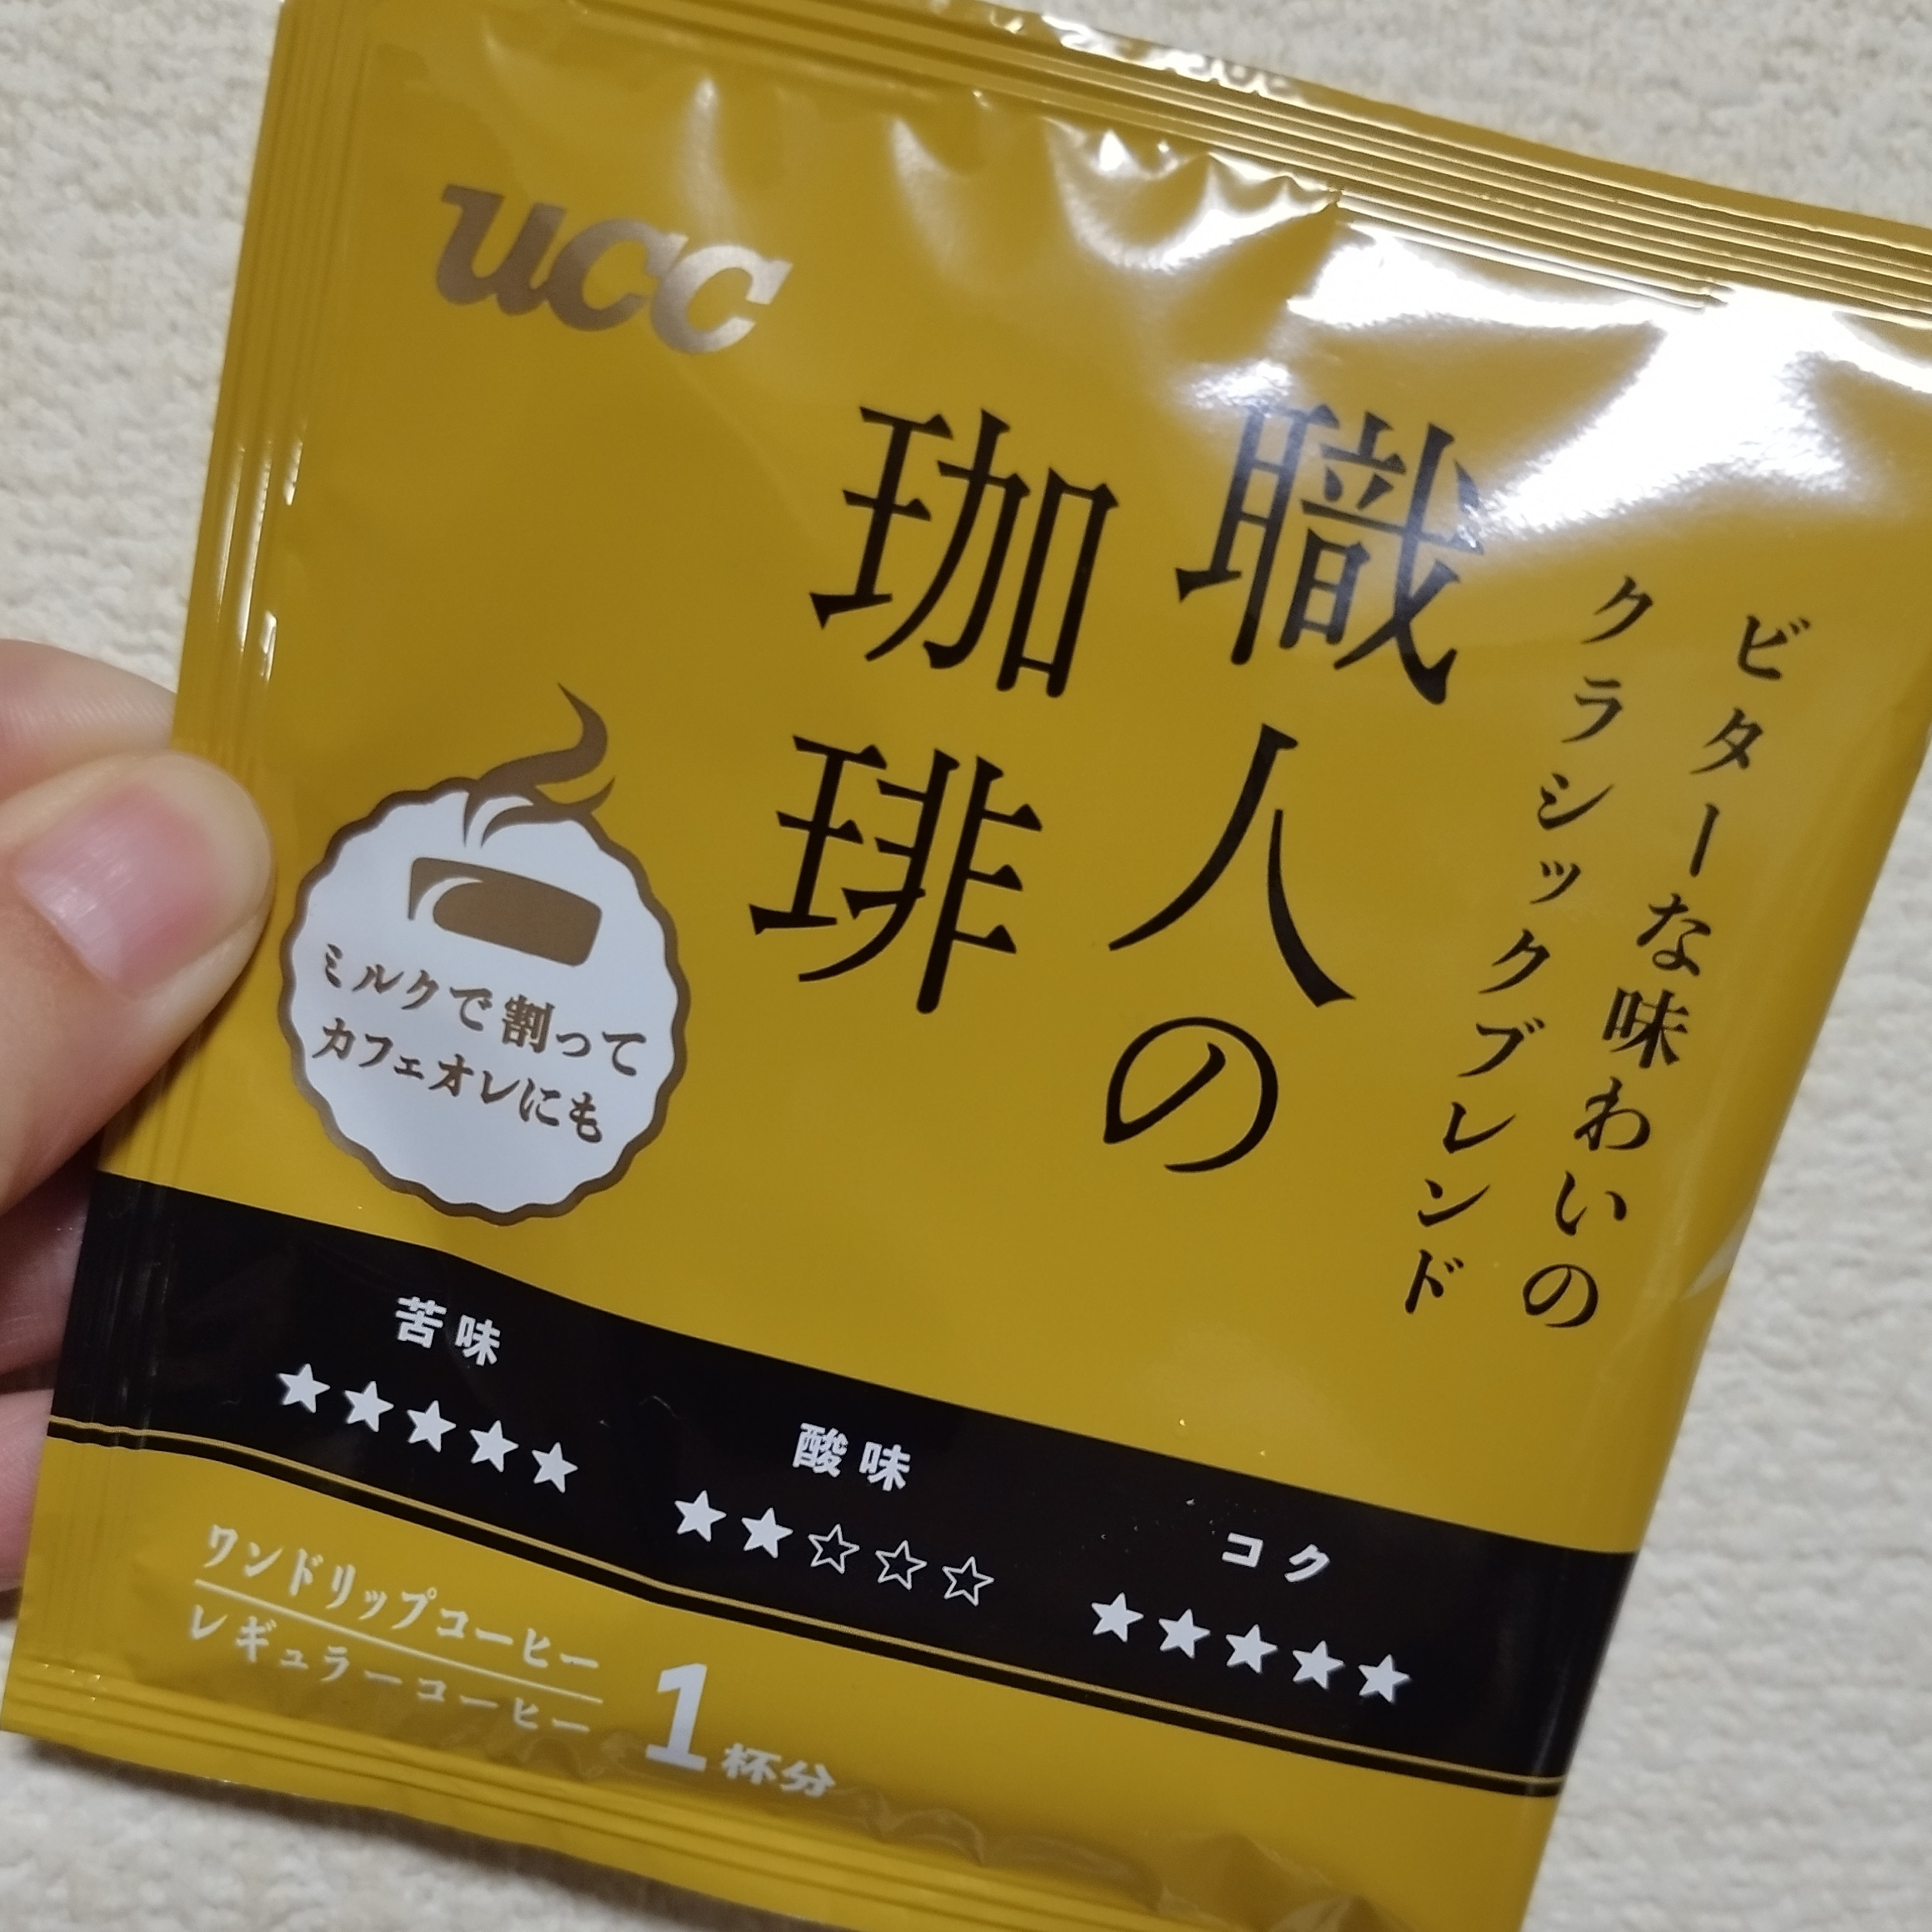 ucc
職人の
珈琲
ビターな味わいの
クラシックブレンド
ミルクで割って
カフェオレにも
苦味
★★★★★
酸味
★★☆☆☆
コク
★★★★★
ワンドリップコーヒー
レギュラーコーヒー
1杯分